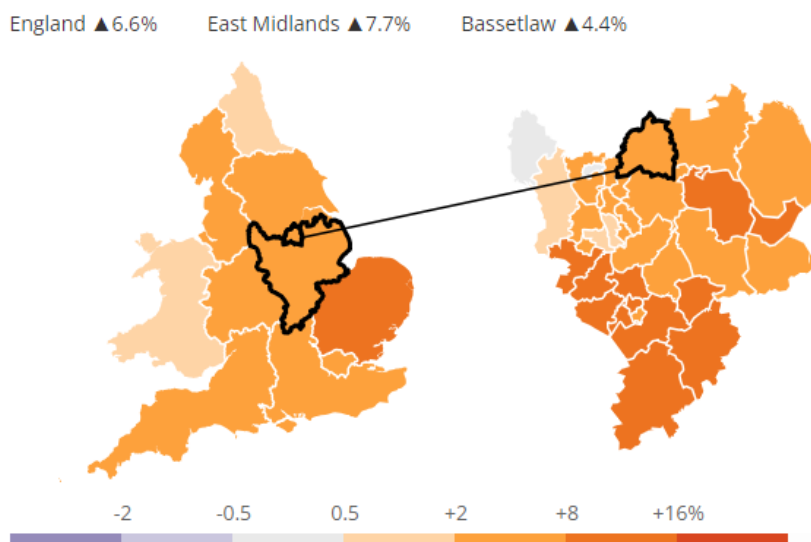 England ▲6.6% East Midlands ▲7.7% Bassetlaw ▲4.4%
-2 -0.5 0.5 +2 +8 +16%